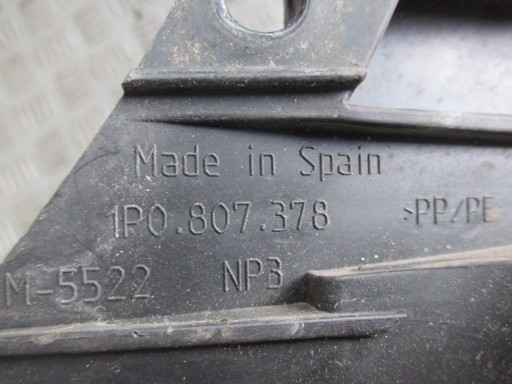 Made in Spain
1P0.807.378 >PP/PE
M-5522 NP3